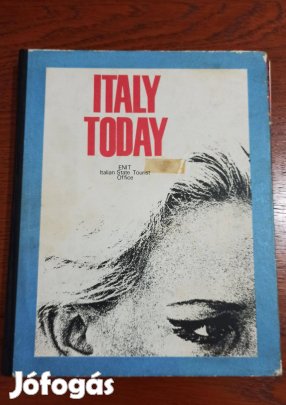 ITALY
TODAY
ENIT
Italian State Tourist
Office
Jófogás